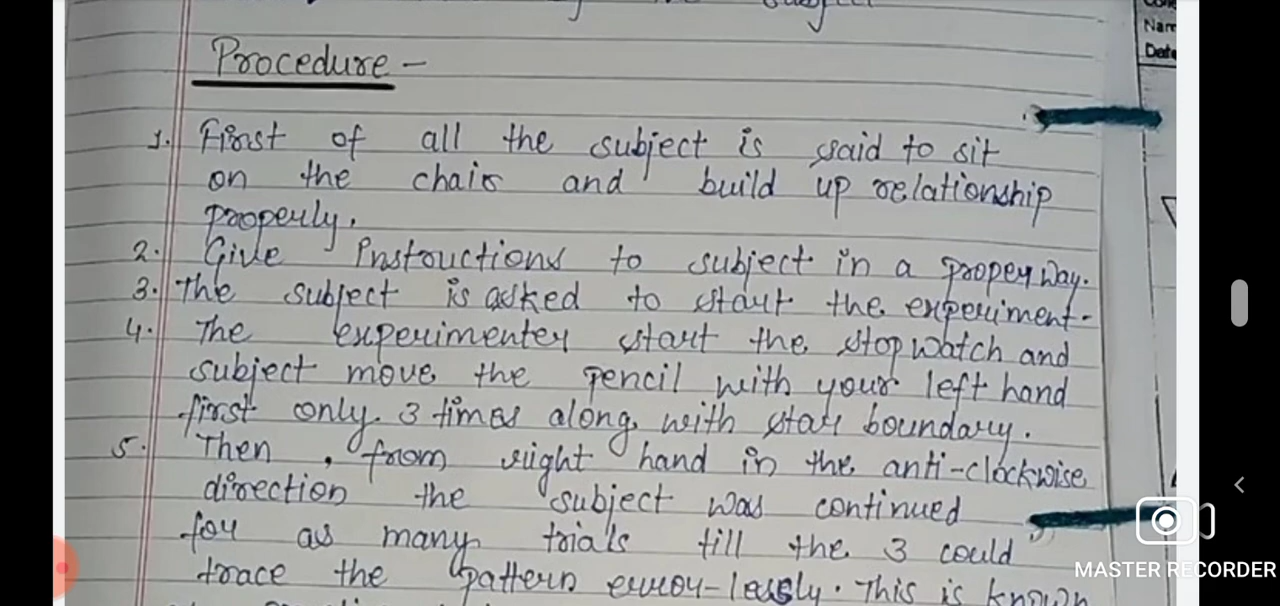 subject
Procedure -
1. First of all the subject is said to sit
on the chair and build up relationship
properly.
2. Give Instructions to subject in a proper way.
3. The subject is asked to start the experiment.
4. The experimenter start the stopwatch and
subject move the pencil with your left hand
first only 3 times along with star boundary.
5. Then, from right hand in the anti-clockwise
direction the subject was continued
for as many trials till the 3 could
trace the pattern error-lessly. This is known
Nam
Date
MASTER RECORDER